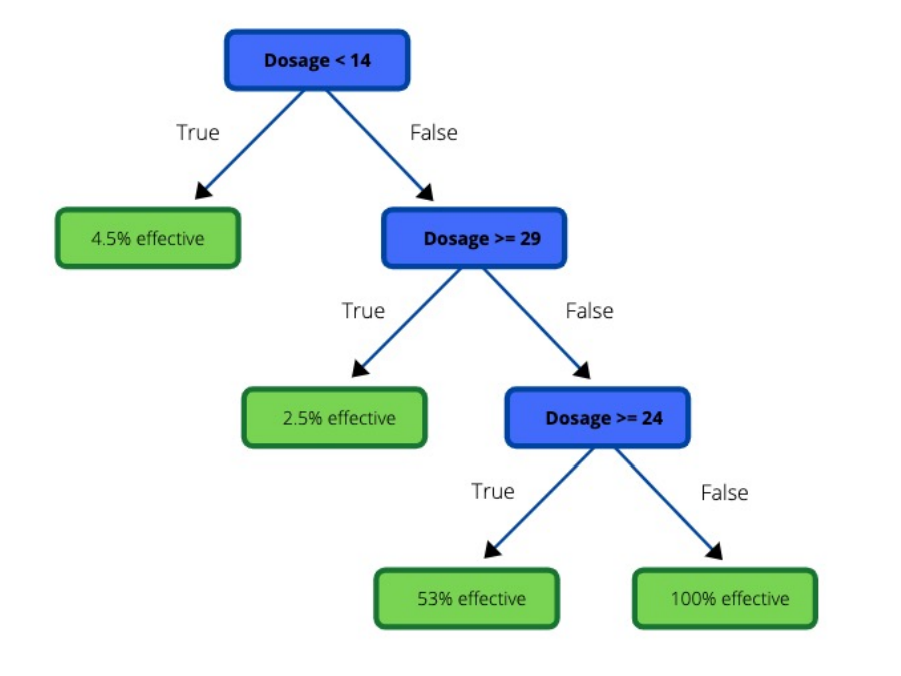 Dosage < 14
True
False
4.5% effective
Dosage >= 29
True
False
2.5% effective
Dosage >= 24
True
False
53% effective
100% effective